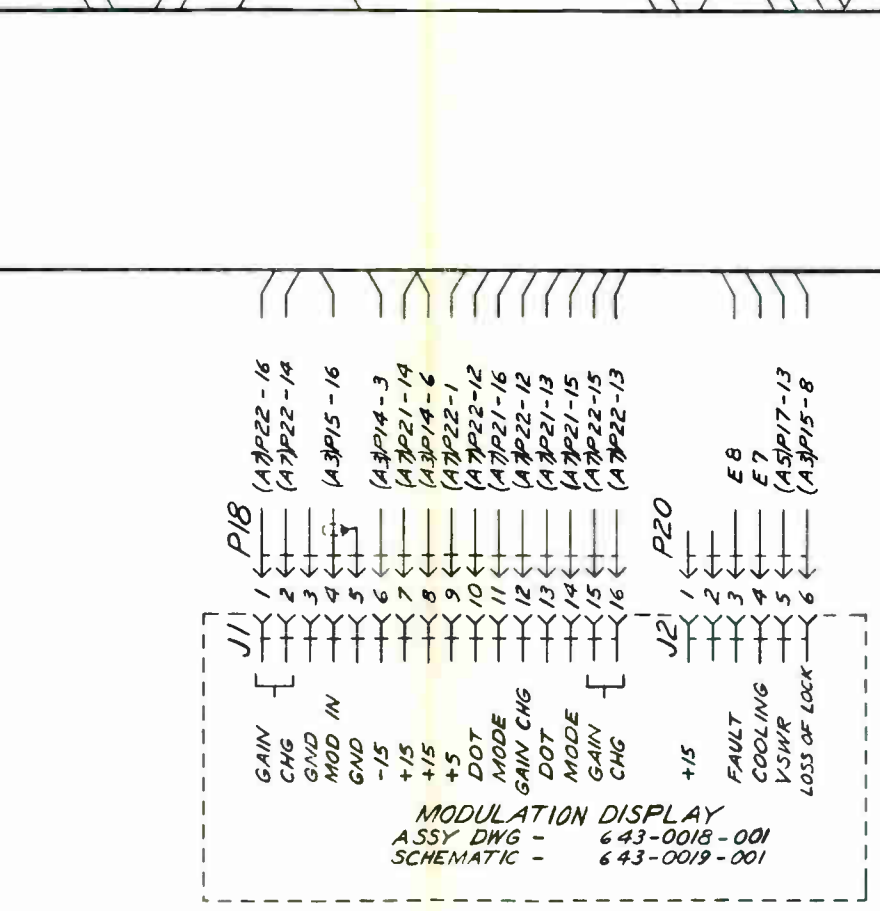 P18
(A7)P22-16
(A7)P22-14
(A3)P15-16
(A3)P14-3
(A7)P21-14
(A3)P14-6
(A7)P22-1
(A7)P22-12
(A7)P21-16
(A7)P22-12
(A7)P21-13
(A7)P21-15
(A7)P22-15
(A7)P22-13
P20
E8
E7
(A5)P17-13
(A3)P15-8
J1
1
2
3
4
5
6
7
8
9
10
11
12
13
14
15
16
J2
1
2
3
4
5
6
GAIN
CHG
GND
MOD IN
GND
-15
+15
+15
+5
DOT
MODE
GAIN CHG
DOT
MODE
GAIN
CHG
+15
FAULT
COOLING
VSWR
LOSS OF LOCK
MODULATION DISPLAY
ASSY DWG - 643-0018-001
SCHEMATIC - 643-0019-001